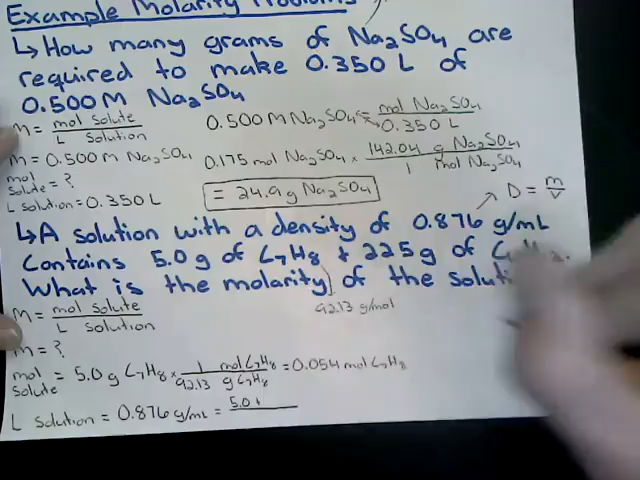 Example Molarity Problems
↳How many grams of Na₂SO₄ are
required to make 0.350 L of
0.500M Na₂SO₄
M = mol solute / L solution
0.500 M Na₂SO₄ = mol Na₂SO₄ / 0.350 L
M = 0.500 M Na₂SO₄
0.175 mol Na₂SO₄ × 142.04 g Na₂SO₄ / 1 mol Na₂SO₄
mol solute = ?
= 24.9 g Na₂SO₄
L solution = 0.350 L
D = m/V
↳A solution with a density of 0.876 g/mL
contains 5.0 g of C₇H₈ + 225 g of
What is the molarity of the
92.13 g/mol
M = mol solute / L solution
M = ?
mol solute = 5.0 g C₇H₈ × 1 mol C₇H₈ / 92.13 g C₇H₈ = 0.054 mol C₇H₈
L solution = 0.876 g/mL = 5.0 +